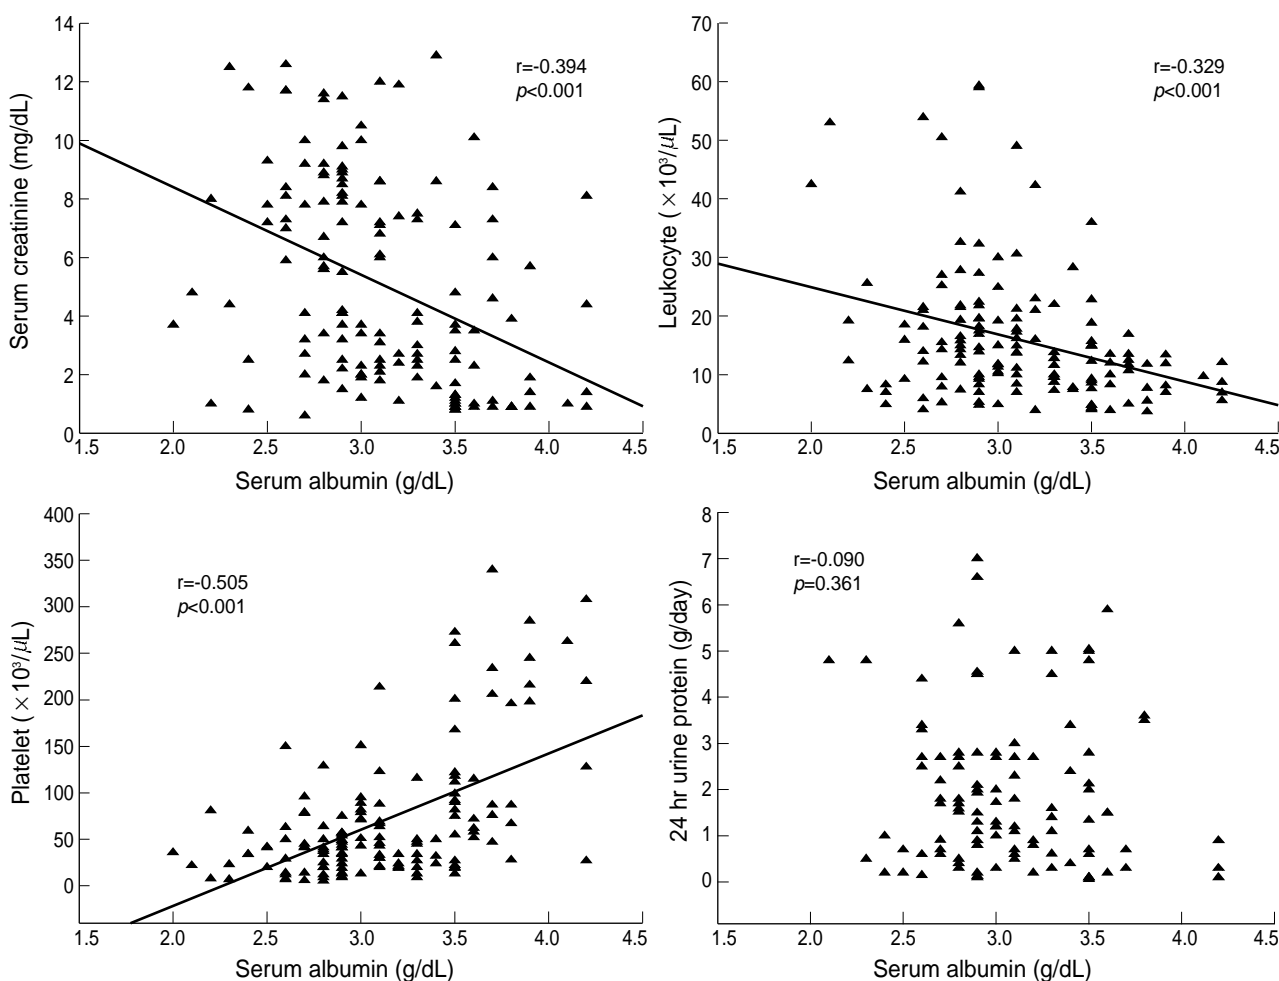 14
12
10
8
6
4
2
0
Serum creatinine (mg/dL)
r=-0.394
p<0.001
1.5 2.0 2.5 3.0 3.5 4.0 4.5
Serum albumin (g/dL)
70
60
50
40
30
20
10
0
Leukocyte (×10³/μL)
r=-0.329
p<0.001
1.5 2.0 2.5 3.0 3.5 4.0 4.5
Serum albumin (g/dL)
400
350
300
250
200
150
100
50
0
Platelet (×10³/μL)
r=-0.505
p<0.001
1.5 2.0 2.5 3.0 3.5 4.0 4.5
Serum albumin (g/dL)
8
7
6
5
4
3
2
1
0
24 hr urine protein (g/day)
r=-0.090
p=0.361
1.5 2.0 2.5 3.0 3.5 4.0 4.5
Serum albumin (g/dL)